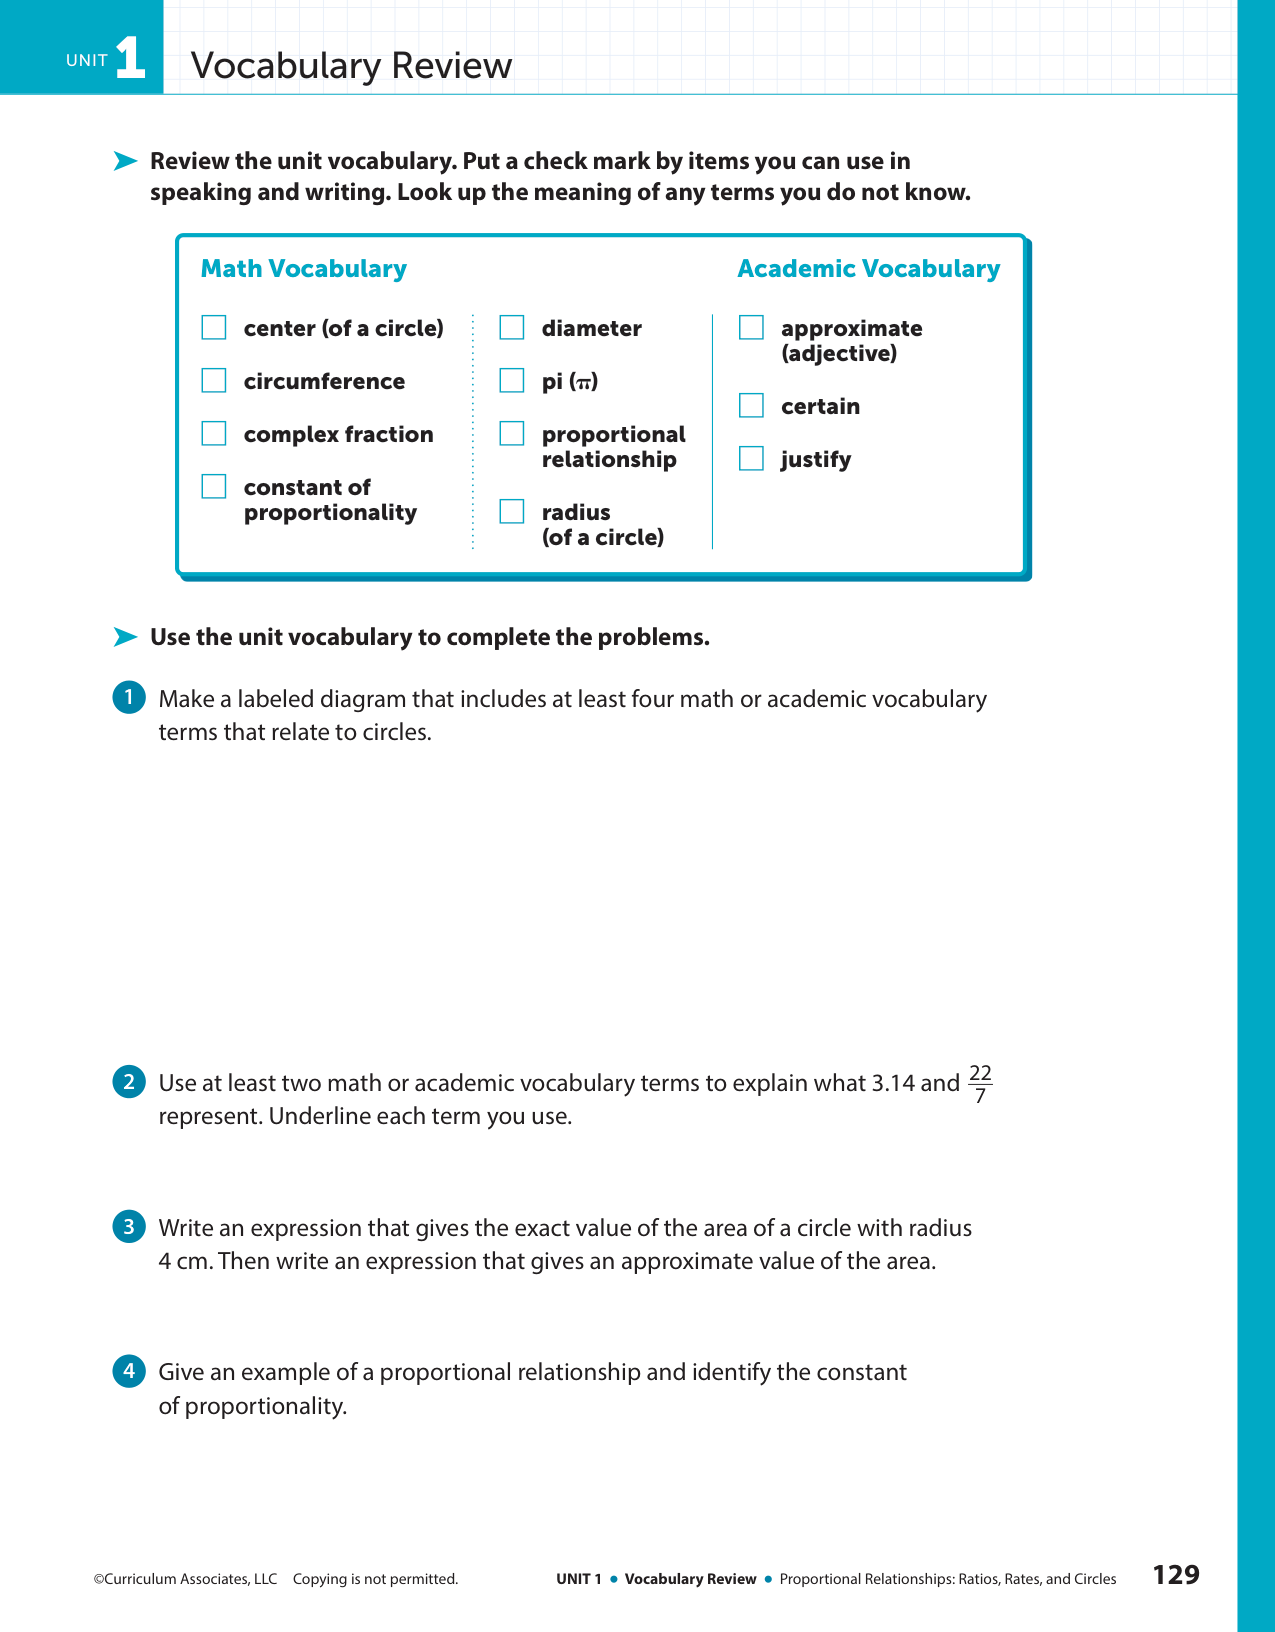 UNIT 1 Vocabulary Review
Review the unit vocabulary. Put a check mark by items you can use in
speaking and writing. Look up the meaning of any terms you do not know.
Math Vocabulary
center (of a circle)
circumference
complex fraction
constant of
proportionality
diameter
pi (π)
proportional
relationship
radius
(of a circle)
Academic Vocabulary
approximate
(adjective)
certain
justify
Use the unit vocabulary to complete the problems.
1 Make a labeled diagram that includes at least four math or academic vocabulary
terms that relate to circles.
2 Use at least two math or academic vocabulary terms to explain what 3.14 and 22/7
represent. Underline each term you use.
3 Write an expression that gives the exact value of the area of a circle with radius
4 cm. Then write an expression that gives an approximate value of the area.
4 Give an example of a proportional relationship and identify the constant
of proportionality.
©Curriculum Associates, LLC Copying is not permitted. UNIT 1 • Vocabulary Review • Proportional Relationships: Ratios, Rates, and Circles 129